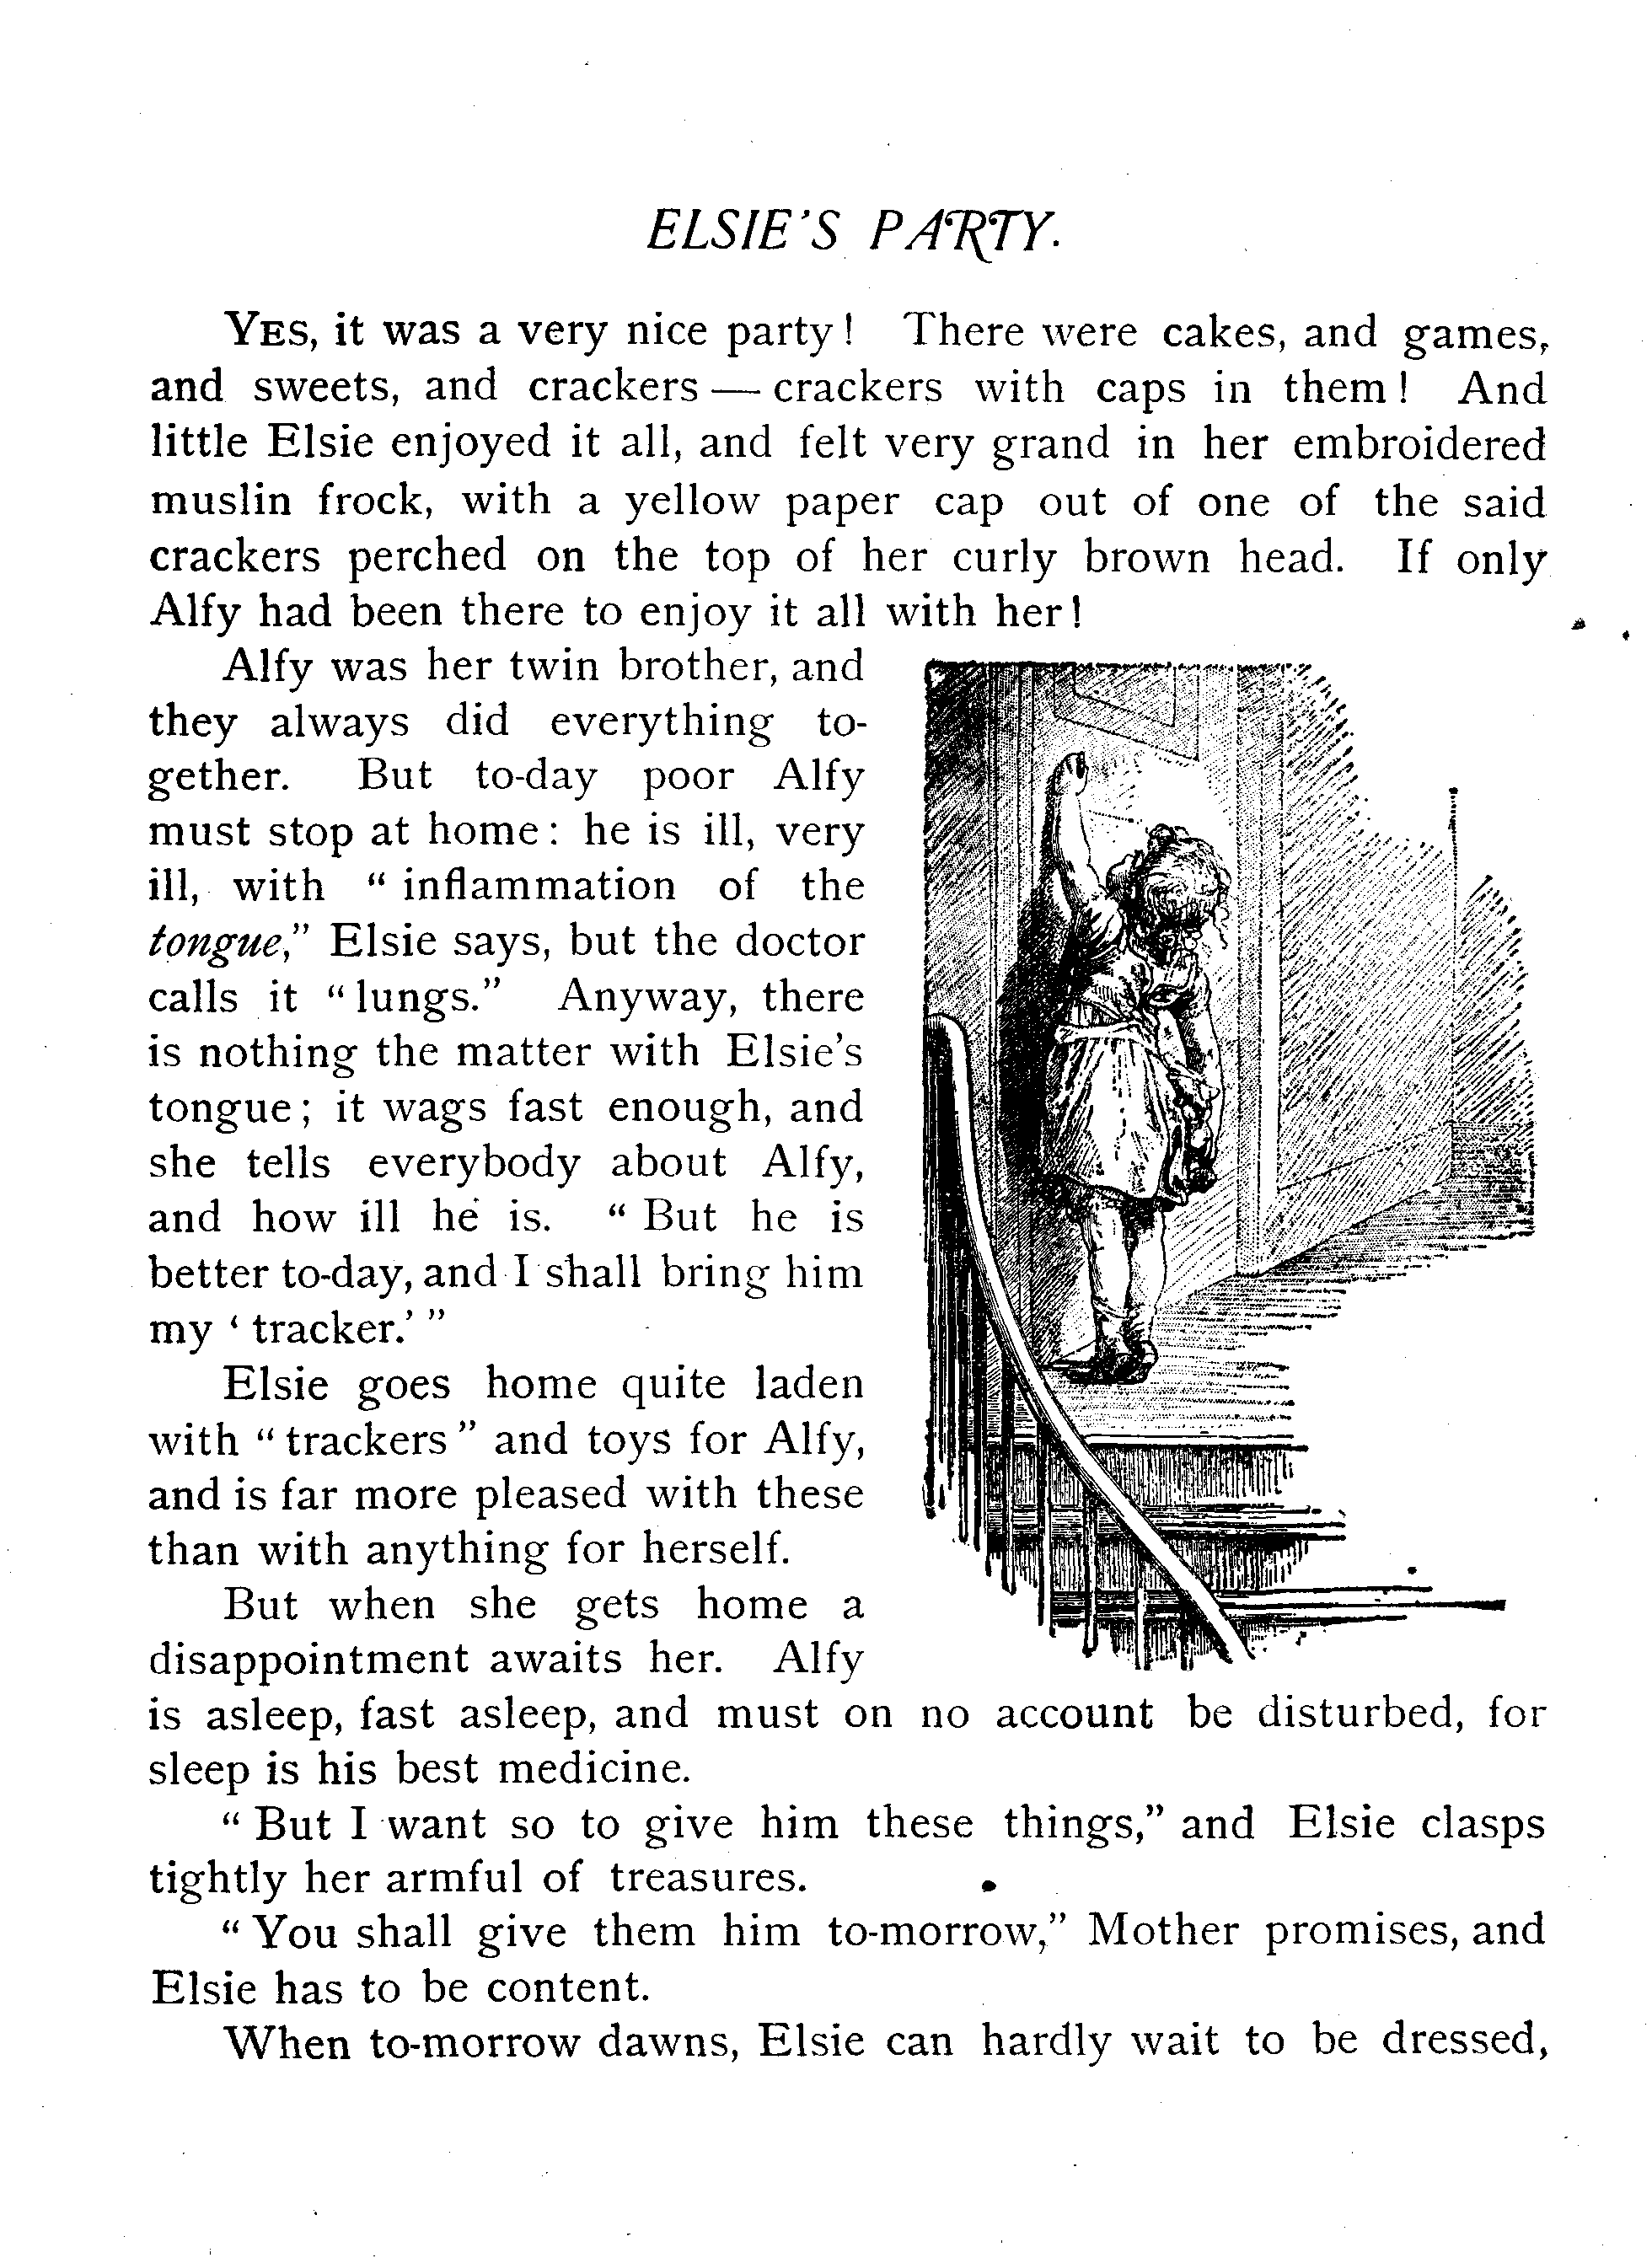 ELSIE'S PARTY.
YES, it was a very nice party! There were cakes, and games,
and sweets, and crackers — crackers with caps in them! And
little Elsie enjoyed it all, and felt very grand in her embroidered
muslin frock, with a yellow paper cap out of one of the said
crackers perched on the top of her curly brown head. If only
Alfy had been there to enjoy it all with her!
Alfy was her twin brother, and
they always did everything to-
gether. But to-day poor Alfy
must stop at home: he is ill, very
ill, with “ inflammation of the
tongue,” Elsie says, but the doctor
calls it “ lungs.” Anyway, there
is nothing the matter with Elsie's
tongue; it wags fast enough, and
she tells everybody about Alfy,
and how ill he is. “ But he is
better to-day, and I shall bring him
my ‘ tracker.’ ”
Elsie goes home quite laden
with “ trackers ” and toys for Alfy,
and is far more pleased with these
than with anything for herself.
But when she gets home a
disappointment awaits her. Alfy
is asleep, fast asleep, and must on no account be disturbed, for
sleep is his best medicine.
“ But I want so to give him these things,” and Elsie clasps
tightly her armful of treasures.
“ You shall give them him to-morrow,” Mother promises, and
Elsie has to be content.
When to-morrow dawns, Elsie can hardly wait to be dressed,